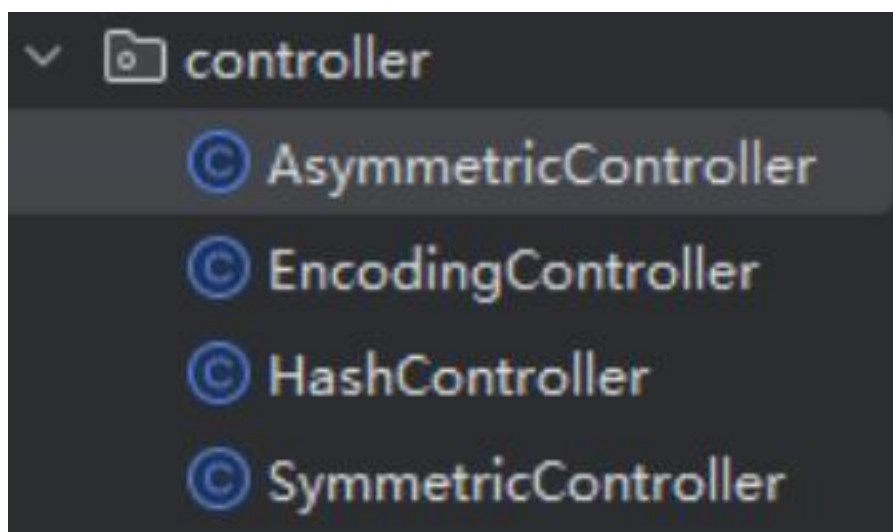 controller
AsymmetricController
EncodingController
HashController
SymmetricController